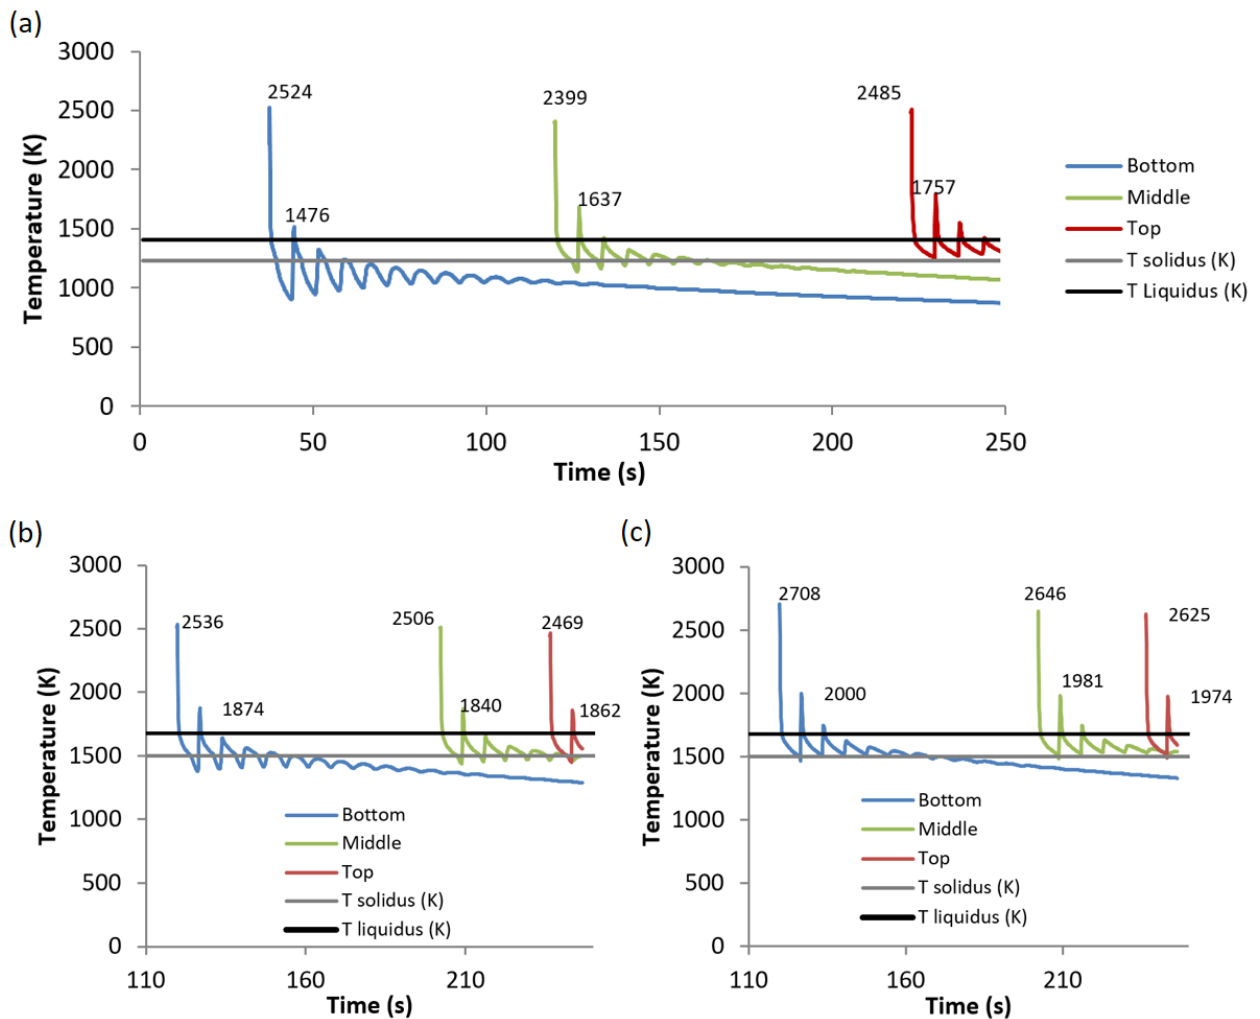 (a)
3000
2500
2000
1500
1000
500
0
Temperature (K)
2524
1476
2399
1637
2485
1757
0
50
100
150
200
250
Time (s)
Bottom
Middle
Top
T solidus (K)
T Liquidus (K)
(b)
3000
2500
2000
1500
1000
500
0
Temperature (K)
2536
1874
2506
1840
2469
1862
Bottom
Middle
Top
T solidus (K)
T liquidus (K)
110
160
210
Time (s)
(c)
3000
2500
2000
1500
1000
500
0
Temperature (K)
2708
2000
2646
1981
2625
1974
Bottom
Middle
Top
T solidus (K)
T liquidus (K)
110
160
210
Time (s)